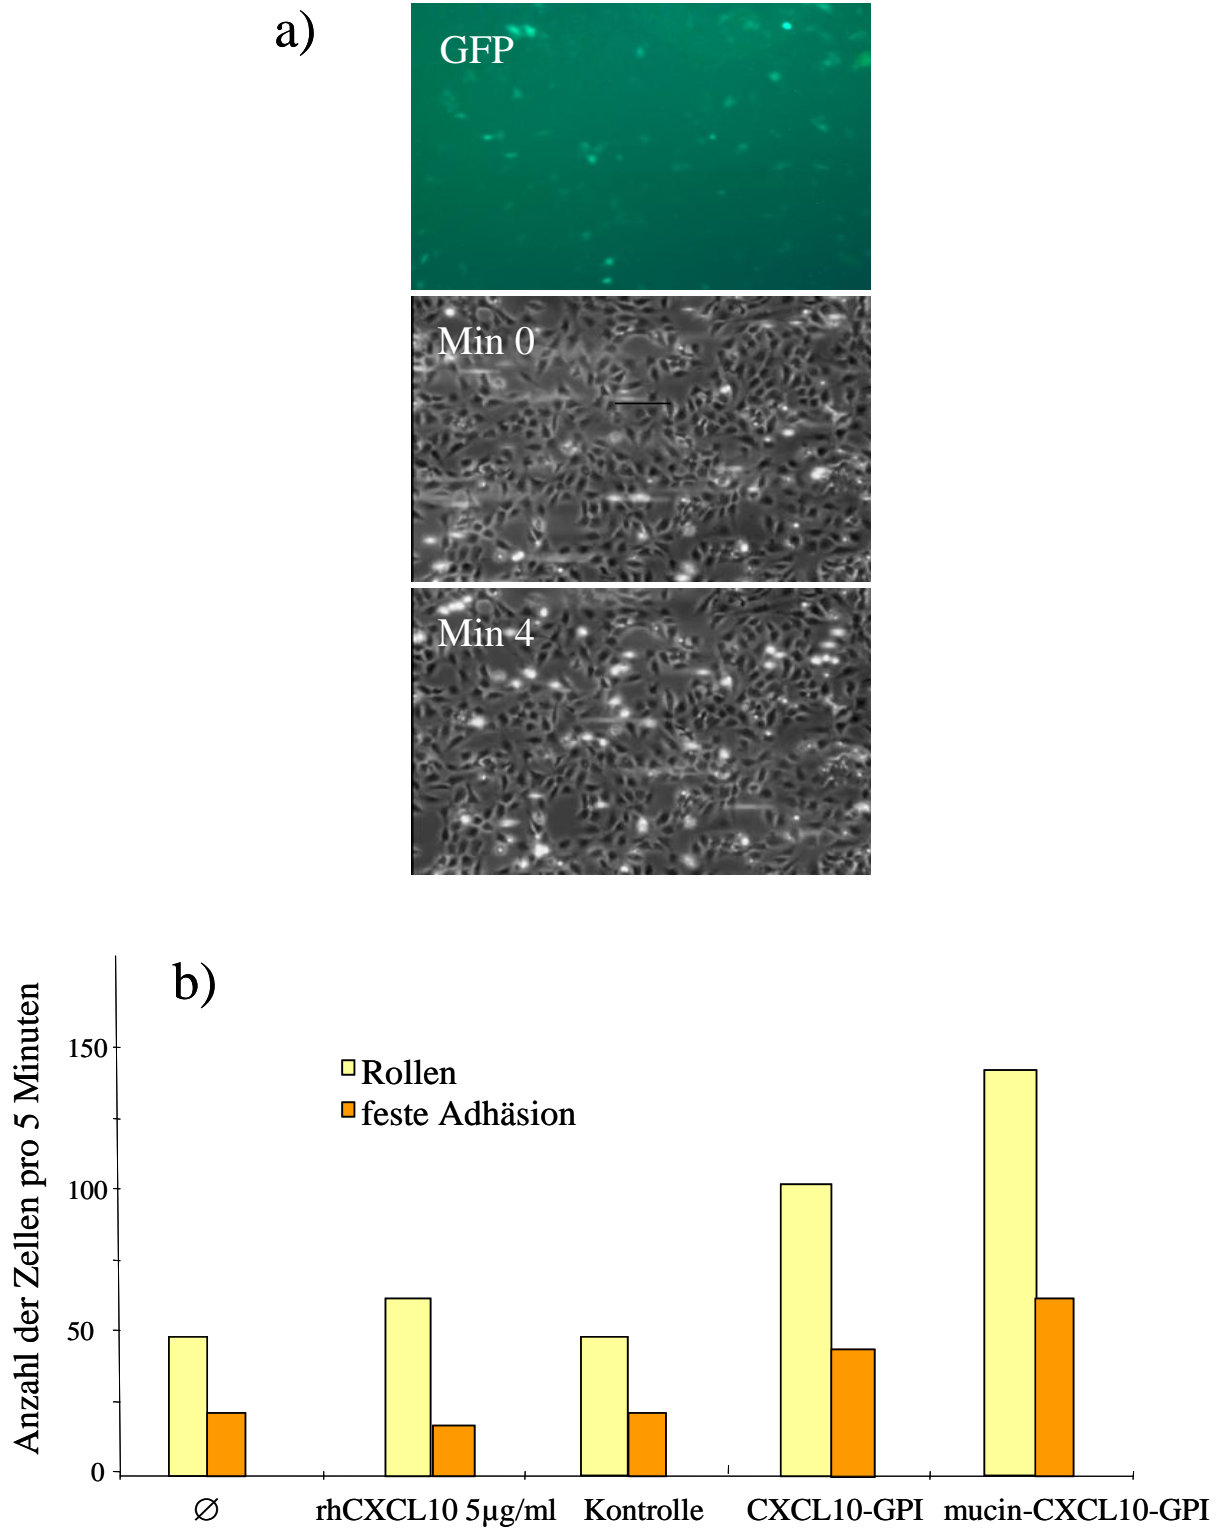 a)
GFP
Min 0
Min 4
b)
Anzahl der Zellen pro 5 Minuten
150
100
50
0
Rollen
feste Adhäsion
∅ rhCXCL10 5µg/ml Kontrolle CXCL10-GPI mucin-CXCL10-GPI